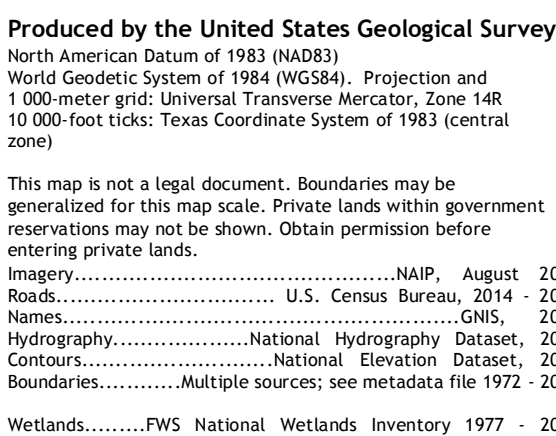 Produced by the United States Geological Survey
North American Datum of 1983 (NAD83)
World Geodetic System of 1984 (WGS84). Projection and
1 000-meter grid: Universal Transverse Mercator, Zone 14R
10 000-foot ticks: Texas Coordinate System of 1983 (central
zone)
This map is not a legal document. Boundaries may be
generalized for this map scale. Private lands within government
reservations may not be shown. Obtain permission before
entering private lands.
Imagery..........................................NAIP, August 20
Roads............................ U.S. Census Bureau, 2014 - 20
Names....................................................GNIS, 20
Hydrography....................National Hydrography Dataset, 20
Contours............................National Elevation Dataset, 20
Boundaries............Multiple sources; see metadata file 1972 - 20
Wetlands.........FWS National Wetlands Inventory 1977 - 20